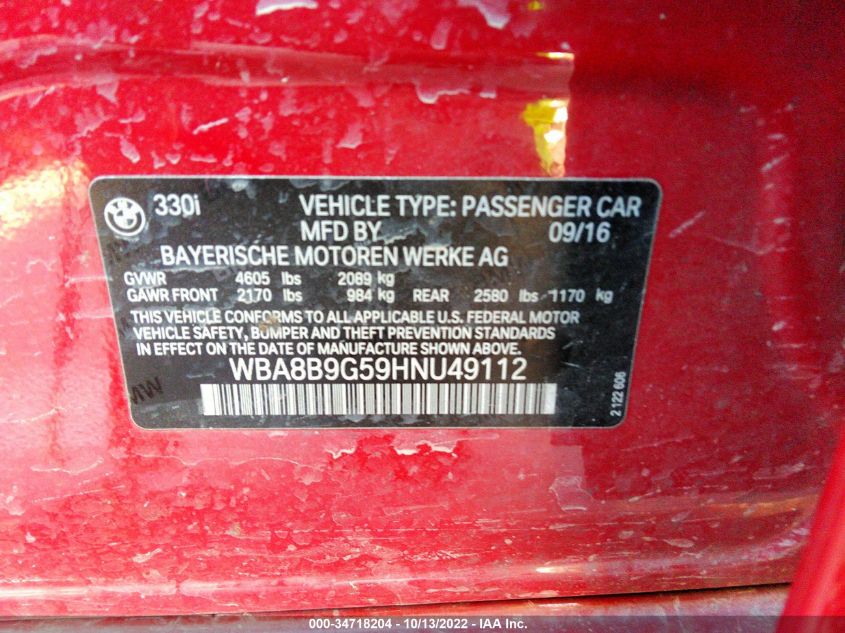 330i VEHICLE TYPE: PASSENGER CAR
MFD BY 09/16
BAYERISCHE MOTOREN WERKE AG
GVWR 4605 lbs 2089 kg
GAWR FRONT 2170 lbs 984 kg REAR 2580 lbs 1170 kg
THIS VEHICLE CONFORMS TO ALL APPLICABLE U.S. FEDERAL MOTOR
VEHICLE SAFETY, BUMPER AND THEFT PREVENTION STANDARDS
IN EFFECT ON THE DATE OF MANUFACTURE SHOWN ABOVE.
WBA8B9G59HNU49112
2 122 606
000-34718204 - 10/13/2022 - IAA Inc.